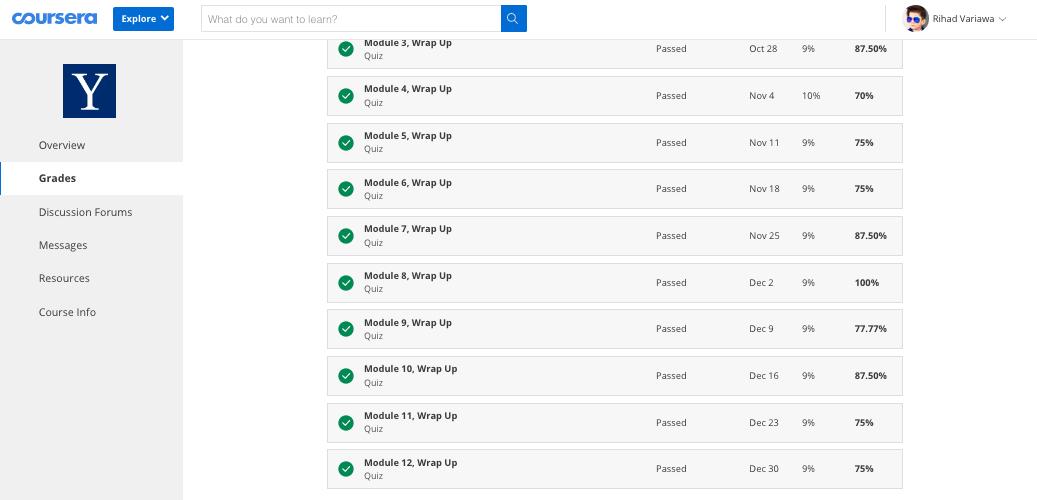 coursera
Explore
What do you want to learn?
Rihad Variawa
Y
Overview
Grades
Discussion Forums
Messages
Resources
Course Info
Module 3, Wrap Up
Quiz
Passed Oct 28 9% 87.50%
Module 4, Wrap Up
Quiz
Passed Nov 4 10% 70%
Module 5, Wrap Up
Quiz
Passed Nov 11 9% 75%
Module 6, Wrap Up
Quiz
Passed Nov 18 9% 75%
Module 7, Wrap Up
Quiz
Passed Nov 25 9% 87.50%
Module 8, Wrap Up
Quiz
Passed Dec 2 9% 100%
Module 9, Wrap Up
Quiz
Passed Dec 9 9% 77.77%
Module 10, Wrap Up
Quiz
Passed Dec 16 9% 87.50%
Module 11, Wrap Up
Quiz
Passed Dec 23 9% 75%
Module 12, Wrap Up
Quiz
Passed Dec 30 9% 75%